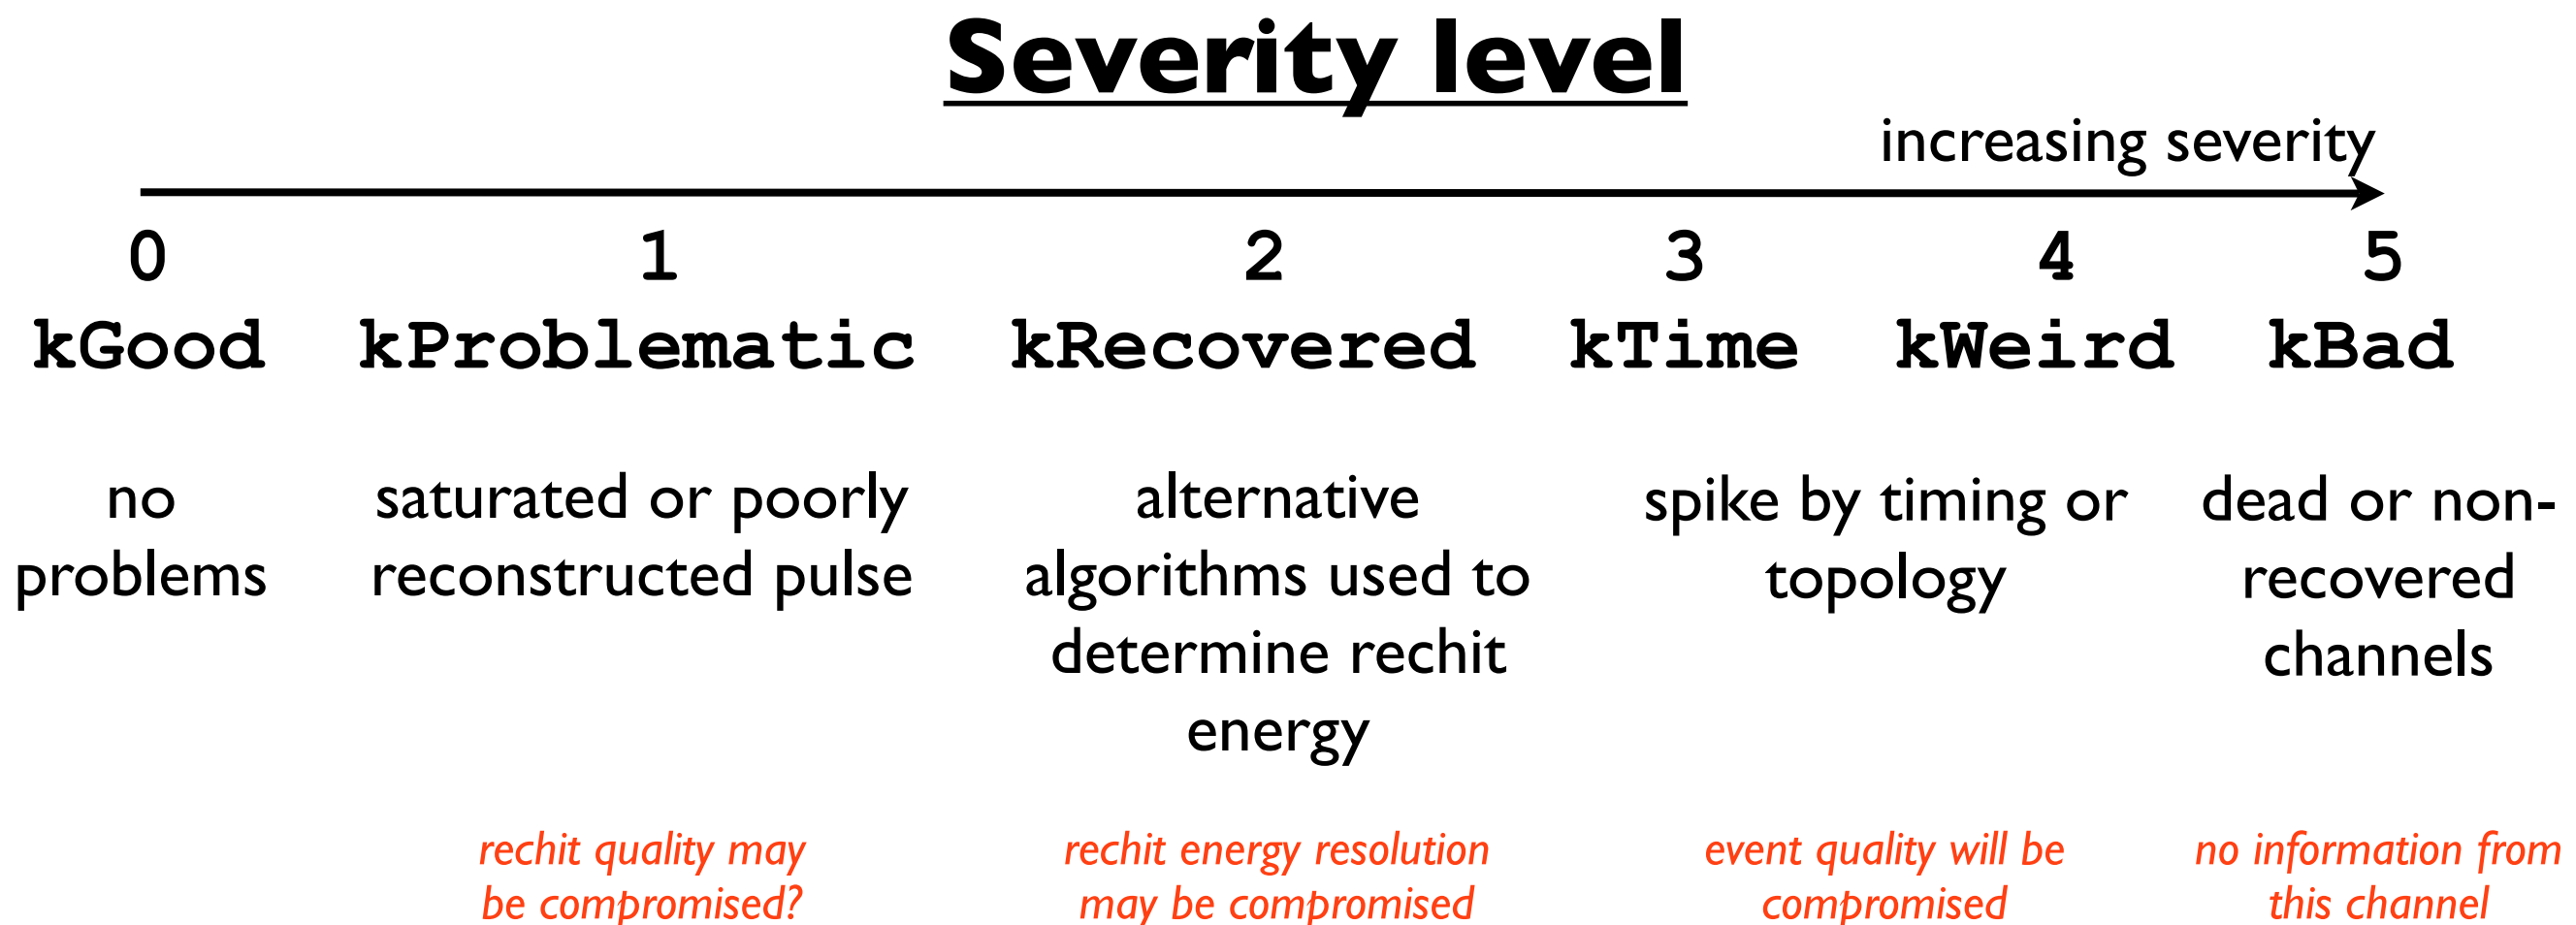 Severity level
increasing severity
0 1 2 3 4 5
kGood kProblematic kRecovered kTime kWeird kBad
no
problems
saturated or poorly
reconstructed pulse
alternative
algorithms used to
determine rechit
energy
spike by timing or
topology
dead or non-
recovered
channels
rechit quality may
be compromised?
rechit energy resolution
may be compromised
event quality will be
compromised
no information from
this channel